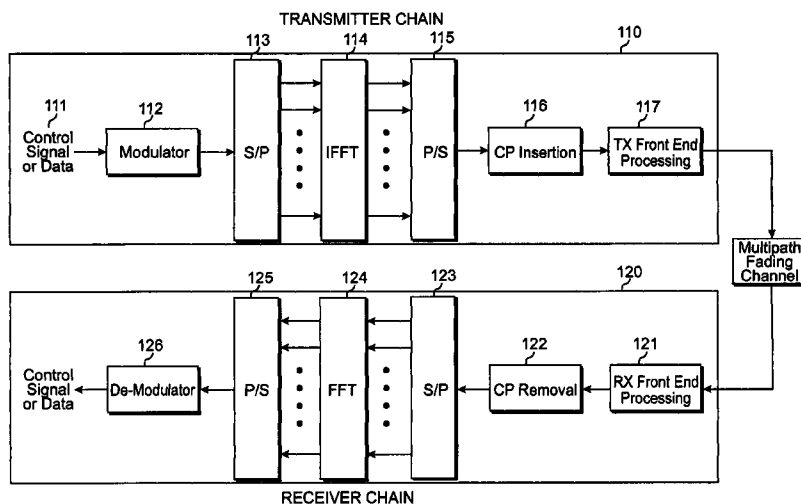 TRANSMITTER CHAIN
113
114
115
110
111
112
116
117
Control
Signal
or Data
Modulator
S/P
IFFT
P/S
CP Insertion
TX Front End
Processing
Multipath
Fading
Channel
125
124
123
120
126
122
121
Control
Signal
or Data
De-Modulator
P/S
FFT
S/P
CP Removal
RX Front End
Processing
RECEIVER CHAIN